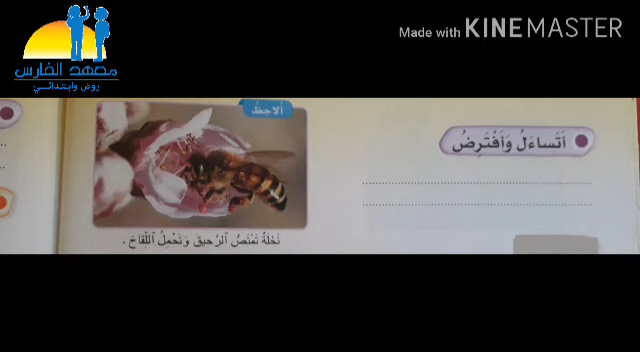 Made with KINEMASTER
معهد الفارس
روض وابتدائي
ألاحظ
أتساءل وأفترض
نحلة تمتص الرحيق وتحمل اللقاح.